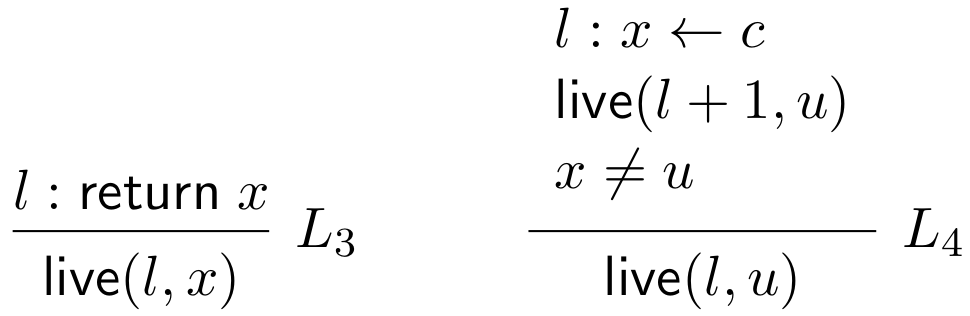 l : x ← c
live(l + 1, u)
x ≠ u
l : return x
L₃
L₄
live(l, x)
live(l, u)